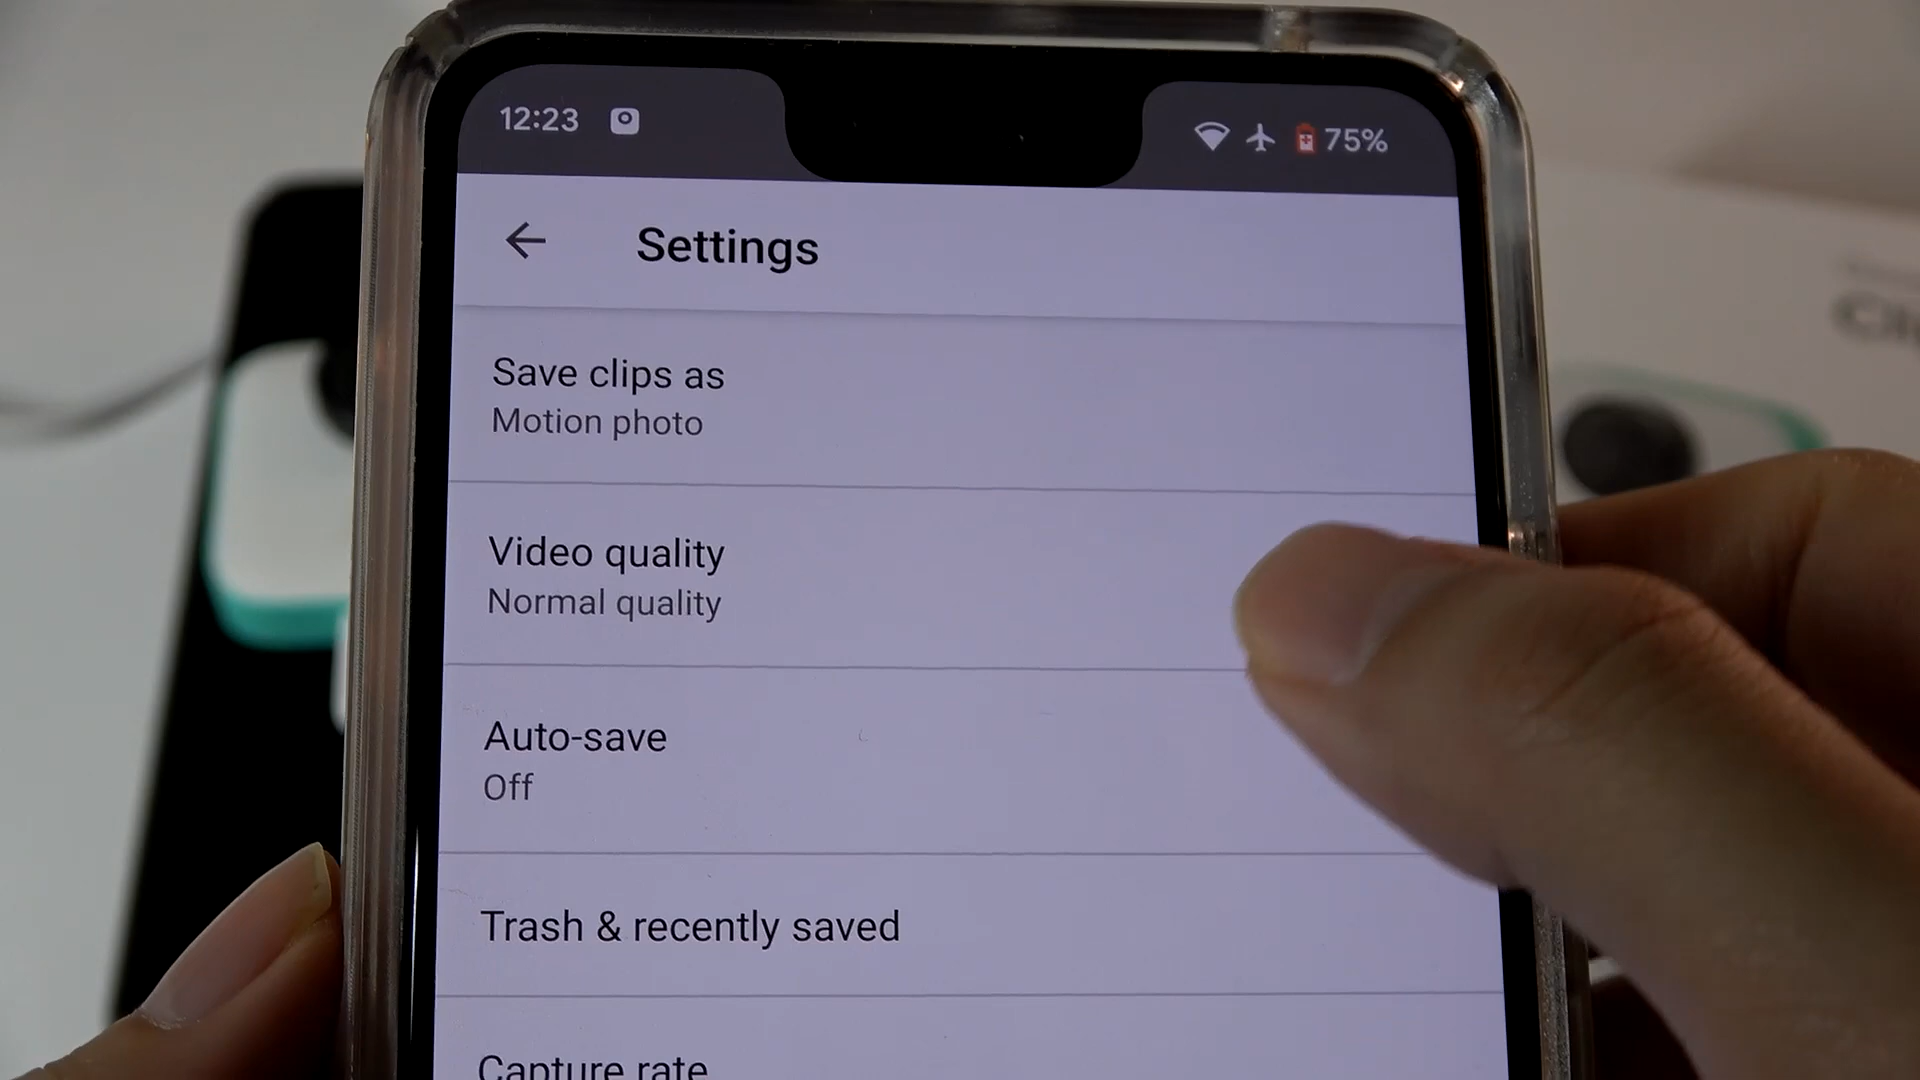 12:23
75%
Settings
Save clips as
Motion photo
Video quality
Normal quality
Auto-save
Off
Trash & recently saved
Capture rate